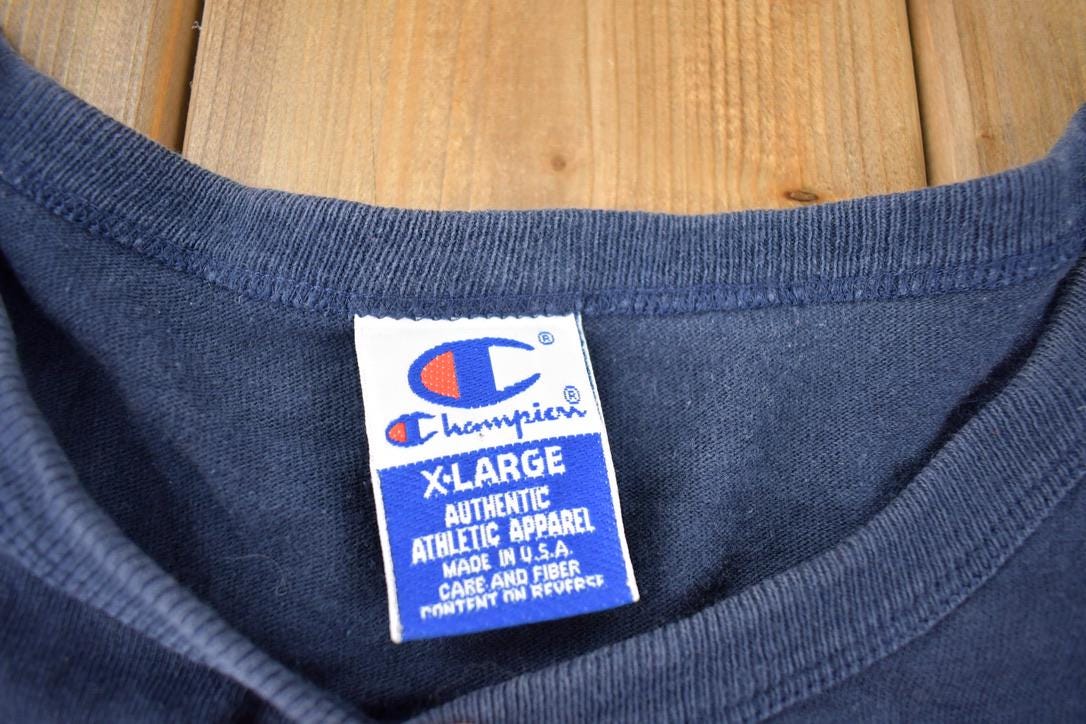 ®
Champion®
X-LARGE
AUTHENTIC
ATHLETIC APPAREL
MADE IN U.S.A.
CARE AND FIBER
CONTENT ON REVERSE